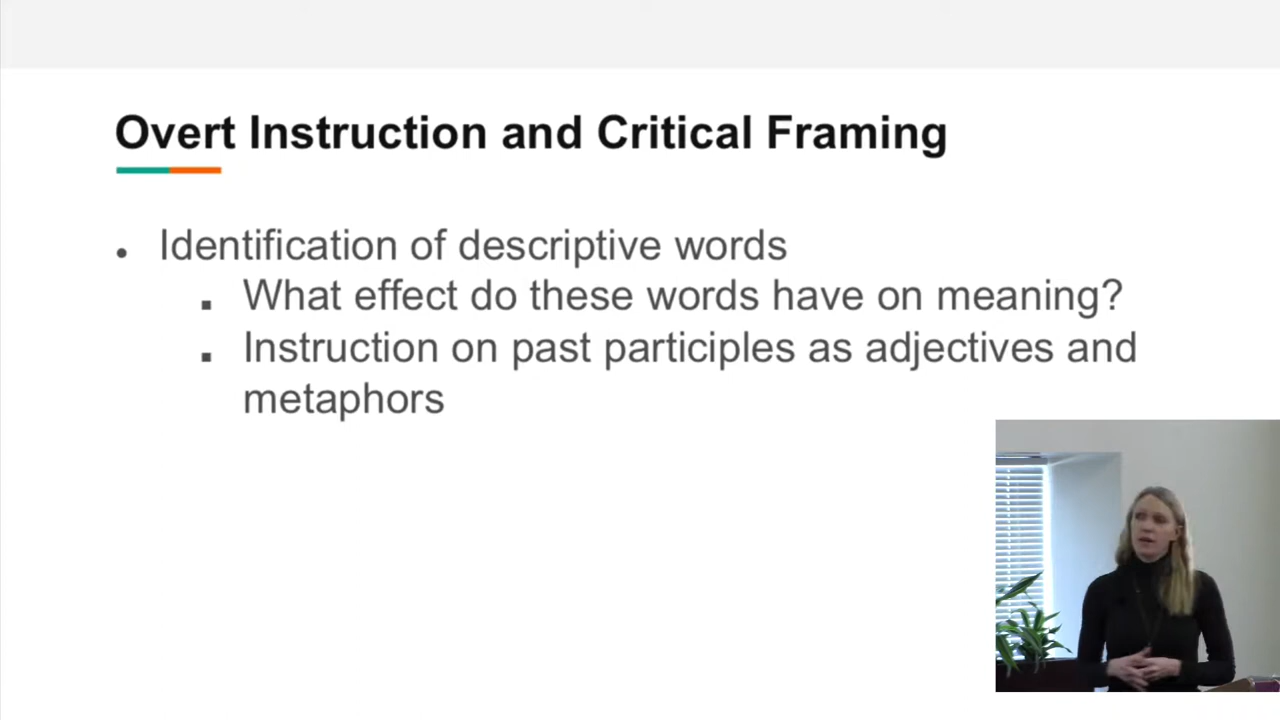 Overt Instruction and Critical Framing
• Identification of descriptive words
▪ What effect do these words have on meaning?
▪ Instruction on past participles as adjectives and
metaphors